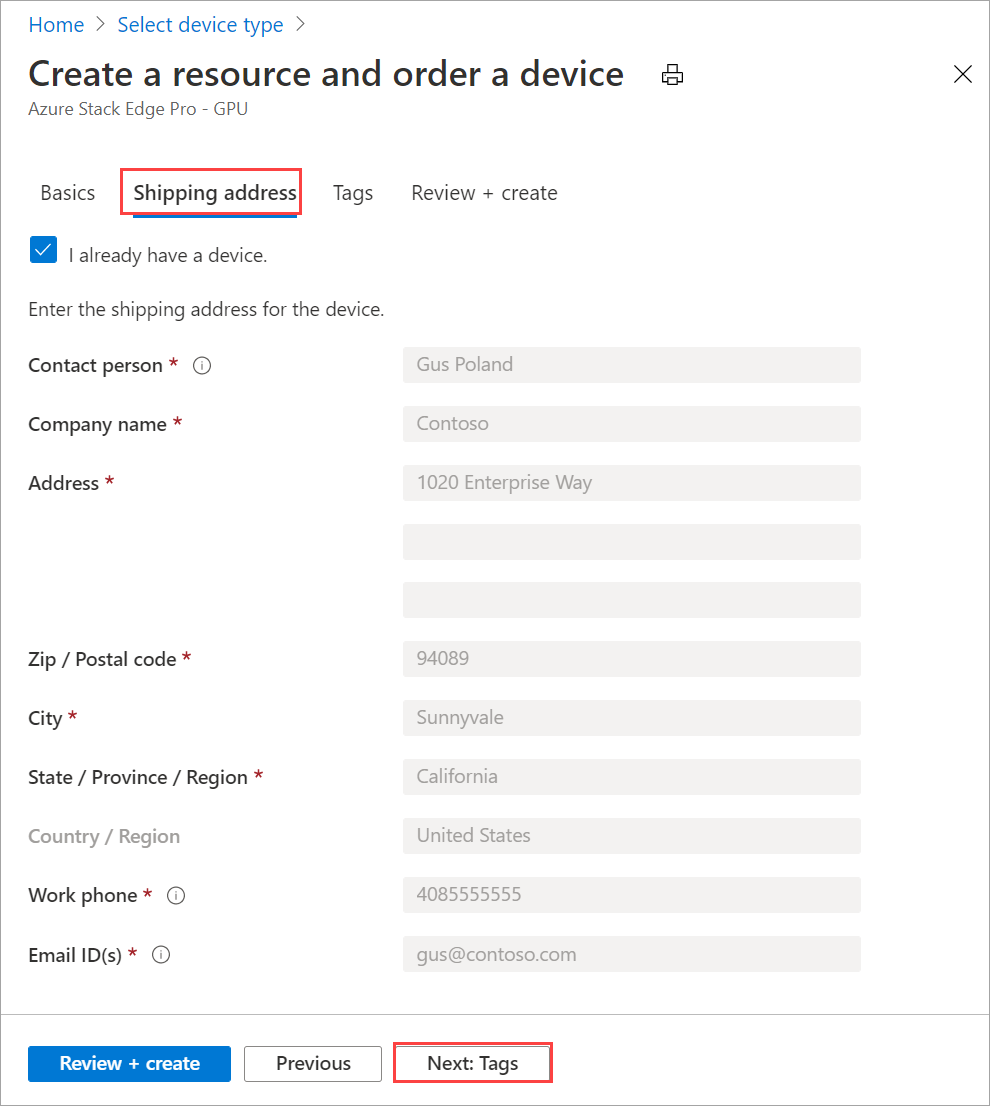 Home > Select device type >
Create a resource and order a device
Azure Stack Edge Pro - GPU
Basics Shipping address Tags Review + create
I already have a device.
Enter the shipping address for the device.
Contact person * Gus Poland
Company name * Contoso
Address * 1020 Enterprise Way
Zip / Postal code * 94089
City * Sunnyvale
State / Province / Region * California
Country / Region United States
Work phone * 4085555555
Email ID(s) * gus@contoso.com
Review + create Previous Next: Tags